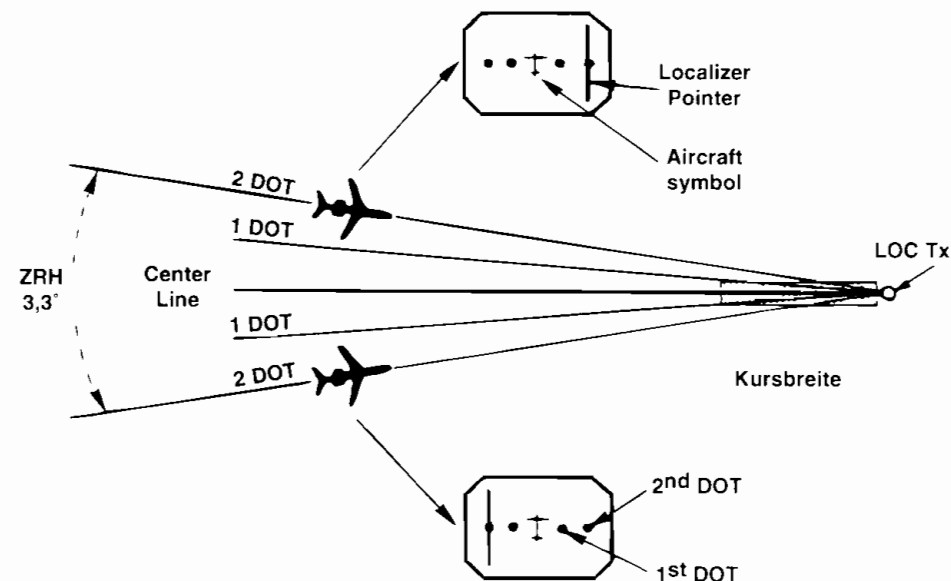 Localizer
Pointer
Aircraft
symbol
2 DOT
1 DOT
LOC Tx
ZRH
3,3°
Center
Line
1 DOT
2 DOT
Kursbreite
2nd DOT
1st DOT